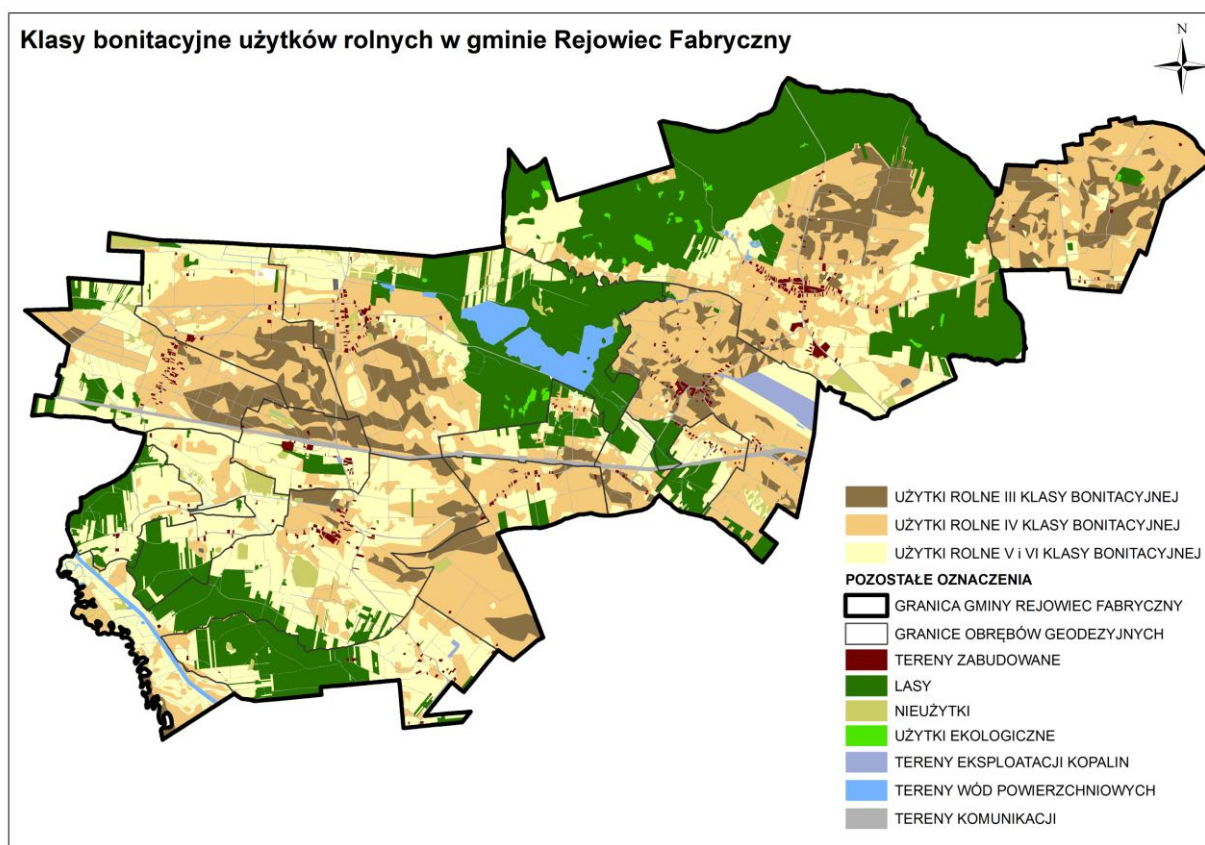 Klasy bonitacyjne użytków rolnych w gminie Rejowiec Fabryczny
N
UŻYTKI ROLNE III KLASY BONITACYJNEJ
UŻYTKI ROLNE IV KLASY BONITACYJNEJ
UŻYTKI ROLNE V i VI KLASY BONITACYJNEJ
POZOSTAŁE OZNACZENIA
GRANICA GMINY REJOWIEC FABRYCZNY
GRANICE OBRĘBÓW GEODEZYJNYCH
TERENY ZABUDOWANE
LASY
NIEUŻYTKI
UŻYTKI EKOLOGICZNE
TERENY EKSPLOATACJI KOPALIN
TERENY WÓD POWIERZCHNIOWYCH
TERENY KOMUNIKACJI